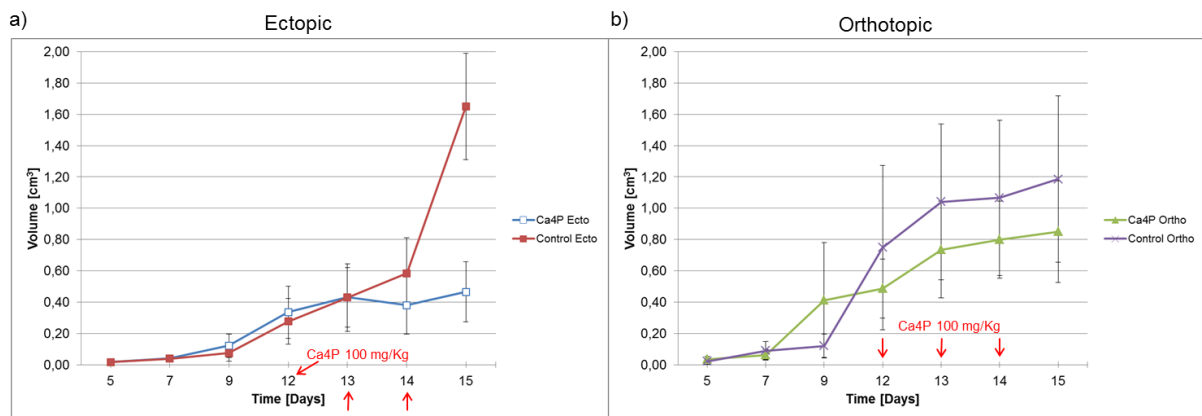 a)
Ectopic
2,00
1,80
1,60
1,40
1,20
1,00
0,80
0,60
0,40
0,20
0,00
Volume [cm³]
5 7 9 12 13 14 15
Time [Days]
Ca4P 100 mg/Kg
Ca4P Ecto
Control Ecto
b)
Orthotopic
2,00
1,80
1,60
1,40
1,20
1,00
0,80
0,60
0,40
0,20
0,00
Volume [cm³]
5 7 9 12 13 14 15
Time [Days]
Ca4P 100 mg/Kg
Ca4P Ortho
Control Ortho